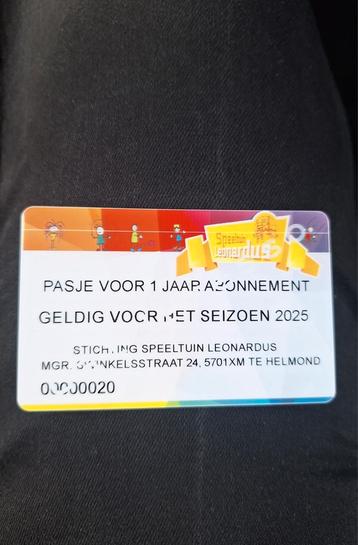 Speeltuin
Leonardus
PASJE VOOR 1 JAAR ABONNEMENT
GELDIG VOOR HET SEIZOEN 2025
STICHTING SPEELTUIN LEONARDUS
MGR. SWINKELSSTRAAT 24, 5701XM TE HELMOND
00000020